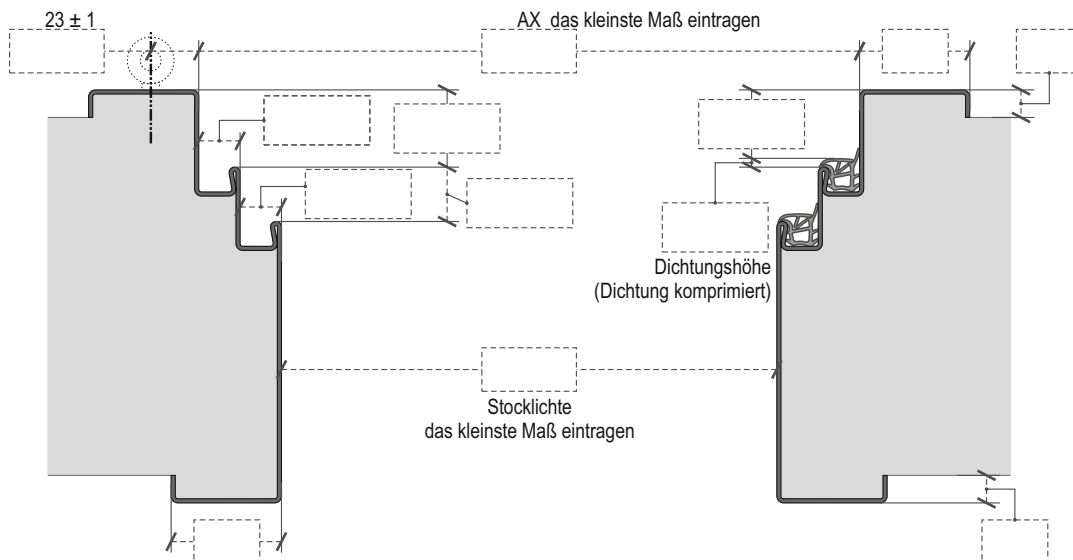 23 ± 1
AX das kleinste Maß eintragen
Dichtungshöhe
(Dichtung komprimiert)
Stocklichte
das kleinste Maß eintragen